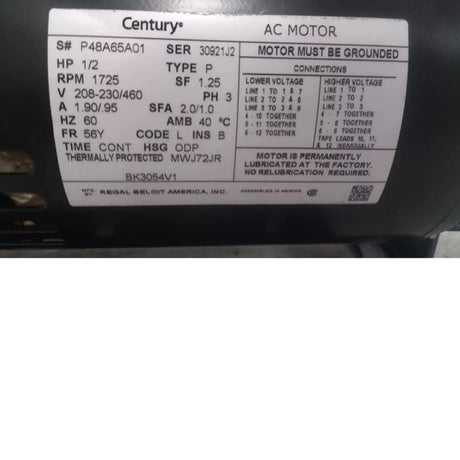 Century® AC MOTOR
S# P48A65A01 SER 30921J2
HP 1/2 TYPE P
RPM 1725 SF 1.25
V 208-230/460 PH 3
A 1.90/.95 SFA 2.0/1.0
HZ 60 AMB 40 °C
FR 56Y CODE L INS B
TIME CONT HSG ODP
THERMALLY PROTECTED MWJ72JR
BK3054V1
MOTOR MUST BE GROUNDED
CONNECTIONS
LOWER VOLTAGE
LINE 1 TO 1 & 7
LINE 2 TO 2 & 8
LINE 3 TO 3 & 9
4 - 10 TOGETHER
5 - 11 TOGETHER
6 - 12 TOGETHER
HIGHER VOLTAGE
LINE 1 TO 1
LINE 2 TO 2
LINE 3 TO 3
4 - 7 TOGETHER
5 - 8 TOGETHER
6 - 9 TOGETHER
TAPE LEADS 10, 11,
& 12 INDIVIDUALLY
MOTOR IS PERMANENTLY
LUBRICATED AT THE FACTORY.
NO RELUBRICATION REQUIRED.
MFG. BY REGAL BELOIT AMERICA, INC. ASSEMBLED IN MEXICO